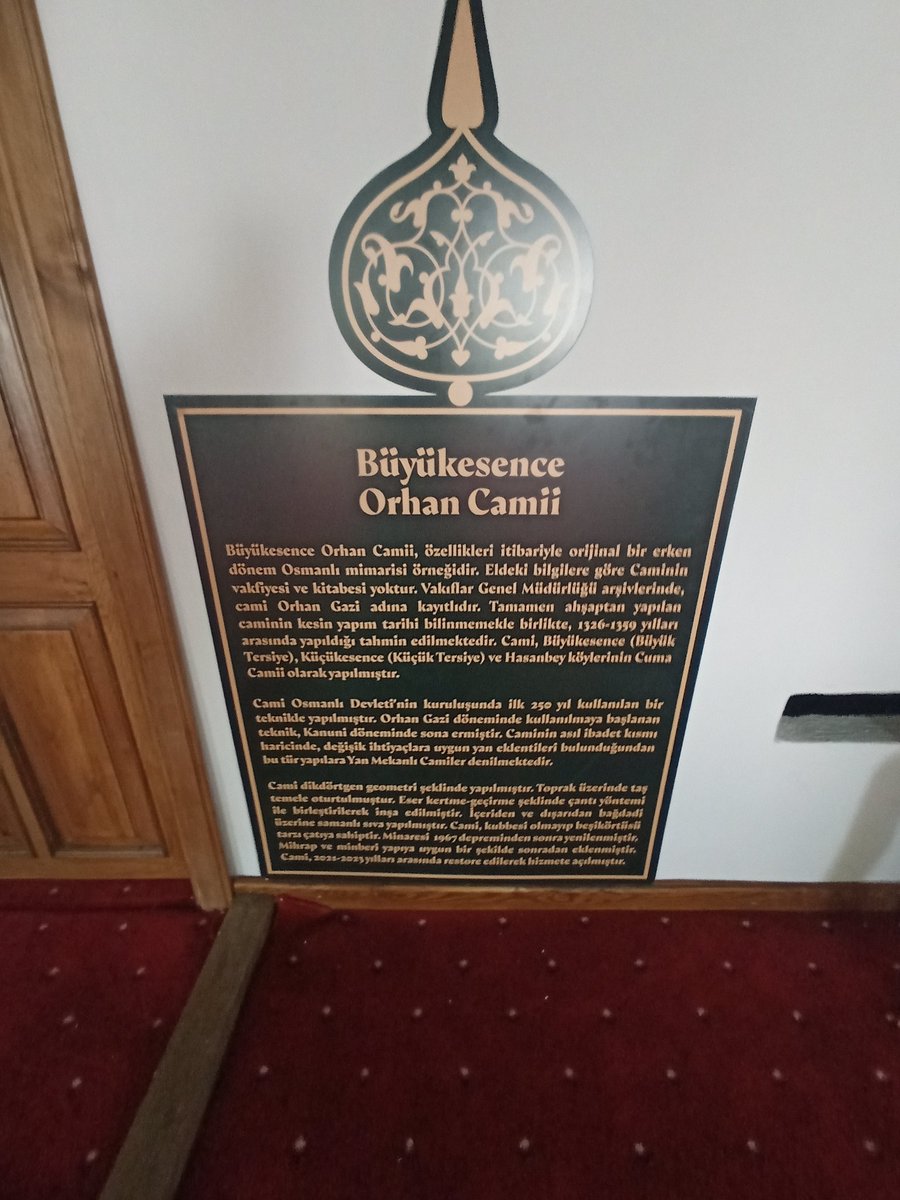 Büyükesence
Orhan Camii
Büyükesence Orhan Camii, özellikleri itibariyle orijinal bir erken
dönem Osmanlı mimarisi örneğidir. Eldeki bilgilere göre Caminin
vakfiyesi ve kitabesi yoktur. Vakıflar Genel Müdürlüğü arşivlerinde,
cami Orhan Gazi adına kayıtlıdır. Tamamen ahşaptan yapılan
caminin kesin yapım tarihi bilinmemekle birlikte, 1326-1350 yılları
arasında yapıldığı tahmin edilmektedir. Cami, Büyükesence (Büyük
Tersiye), Küçükesence (Küçük Tersiye) ve Hasanbey köylerinin Cuma
Camii olarak yapılmıştır.
Cami Osmanlı Devleti'nin kuruluşunda ilk 250 yıl kullanılan bir
teknikle yapılmıştır. Orhan Gazi döneminde kullanılmaya başlanan
teknik, Kanuni döneminde sona ermiştir. Caminin asıl ibadet kısmı
haricinde, değişik ihtiyaçlara uygun yan eklentileri bulunduğundan
bu tür yapılara Yan Mekanlı Camiler denilmektedir.
Cami dikdörtgen geometri şeklinde yapılmıştır. Toprak üzerinde taş
temele oturtulmuştur. Eser kertme-geçirme şeklinde çantı yöntemi
ile birleştirilerek inşa edilmiştir. İçeriden ve dışarıdan bağdadi
üzerine samanlı sıva yapılmıştır. Cami, kubbesi olmayıp beşikörtüsü
tarzı çatıya sahiptir. Minaresi 1967 depreminden sonra yenilenmiştir.
Mihrap ve minberi yapıya uygun bir şekilde sonradan eklenmiştir.
Cami, 2021-2023 yılları arasında restore edilerek hizmete açılmıştır.